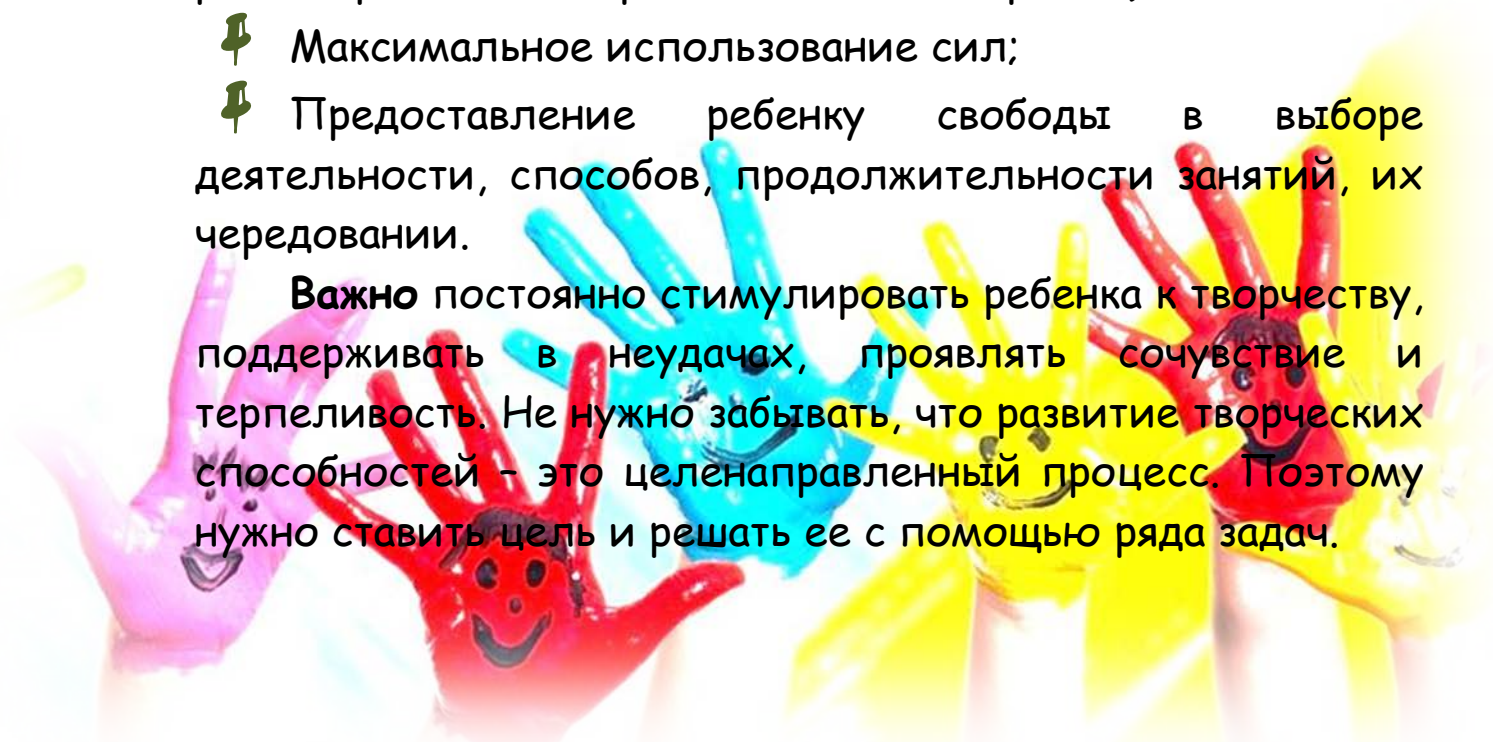 Максимальное использование сил;
Предоставление ребенку свободы в выборе
деятельности, способов, продолжительности занятий, их
чередовании.
Важно постоянно стимулировать ребенка к творчеству,
поддерживать в неудачах, проявлять сочувствие и
терпеливость. Не нужно забывать, что развитие творческих
способностей – это целенаправленный процесс. Поэтому
нужно ставить цель и решать ее с помощью ряда задач.